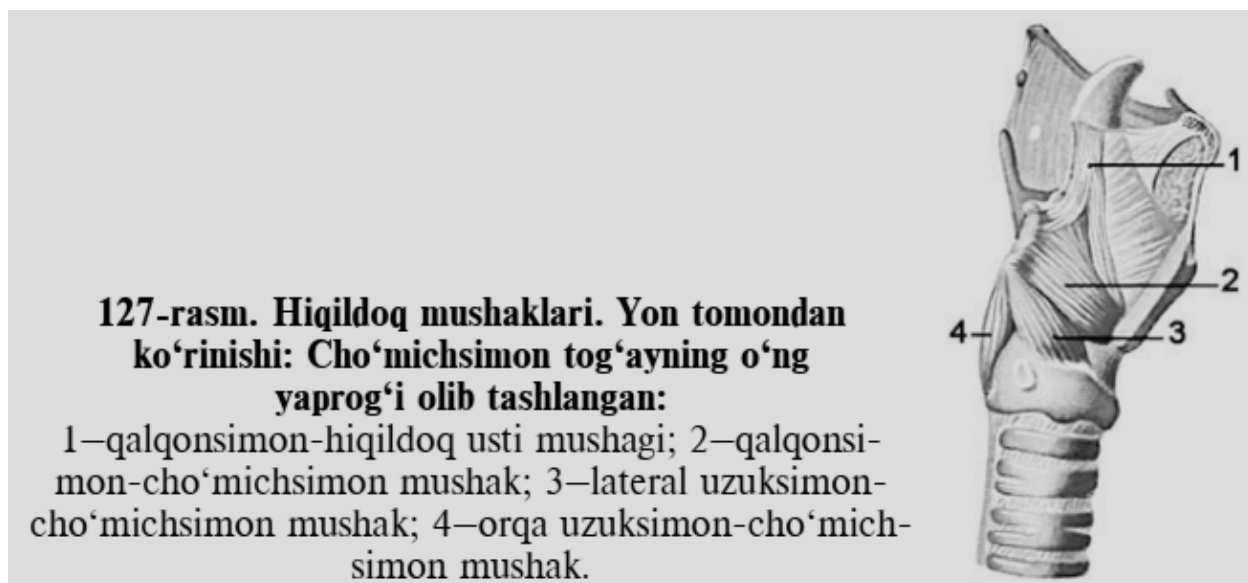 127-rasm. Hiqildoq mushaklari. Yon tomondan
ko‘rinishi: Cho‘michsimon tog‘ayning o‘ng
yaprog‘i olib tashlangan:
1–qalqonsimon-hiqildoq usti mushagi; 2–qalqonsi-
mon-cho‘michsimon mushak; 3–lateral uzuksimon-
cho‘michsimon mushak; 4–orqa uzuksimon-cho‘mich-
simon mushak.
1
2
4
3